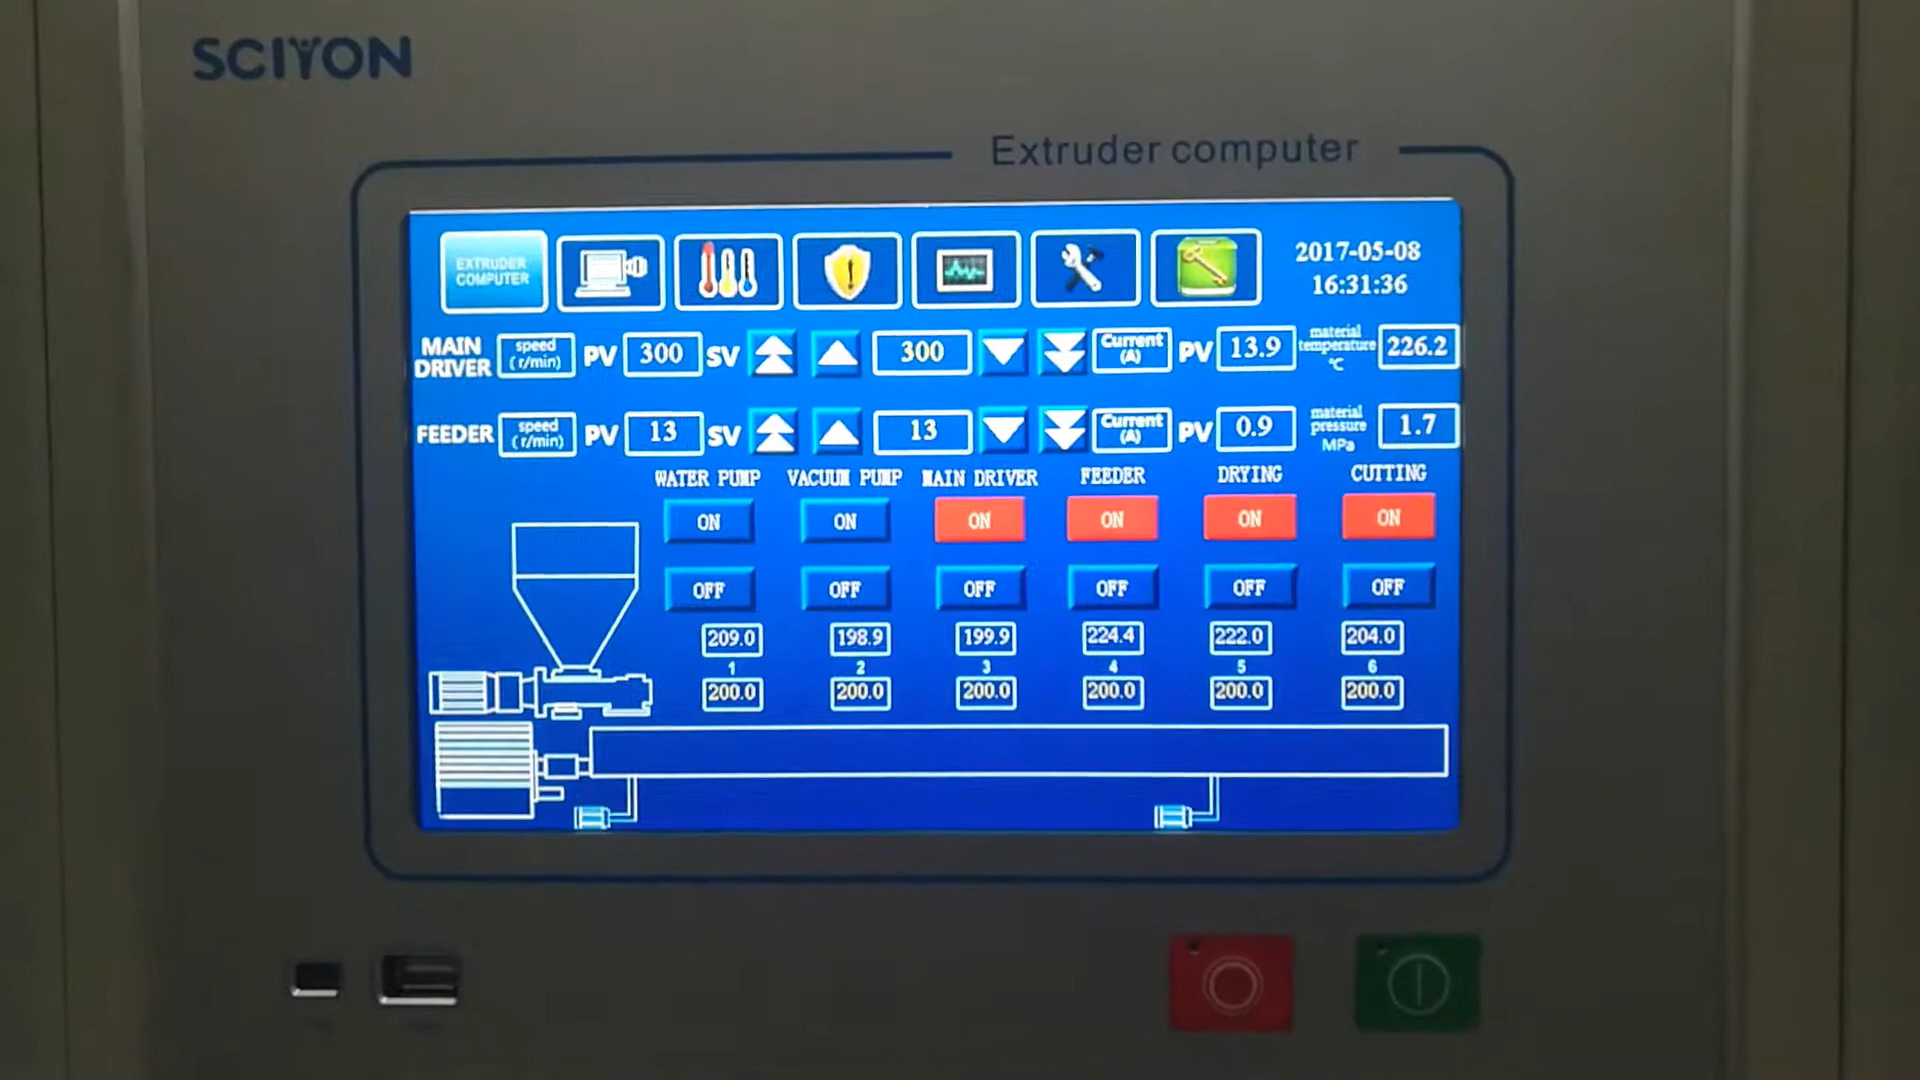 SCIYON
Extruder computer
EXTRUDER
COMPUTER
2017-05-08
16:31:36
MAIN
DRIVER
speed
(r/min)
PV
300
SV
300
Current
(A)
PV
13.9
material
temperature
°C
226.2
FEEDER
speed
(r/min)
PV
13
SV
13
Current
(A)
PV
0.9
material
pressure
MPa
1.7
WATER PUMP VACUUM PUMP MAIN DRIVER FEEDER DRYING CUTTING
ON ON ON ON ON ON
OFF OFF OFF OFF OFF OFF
209.0 198.9 199.9 224.4 222.0 204.0
1 2 3 4 5 6
200.0 200.0 200.0 200.0 200.0 200.0